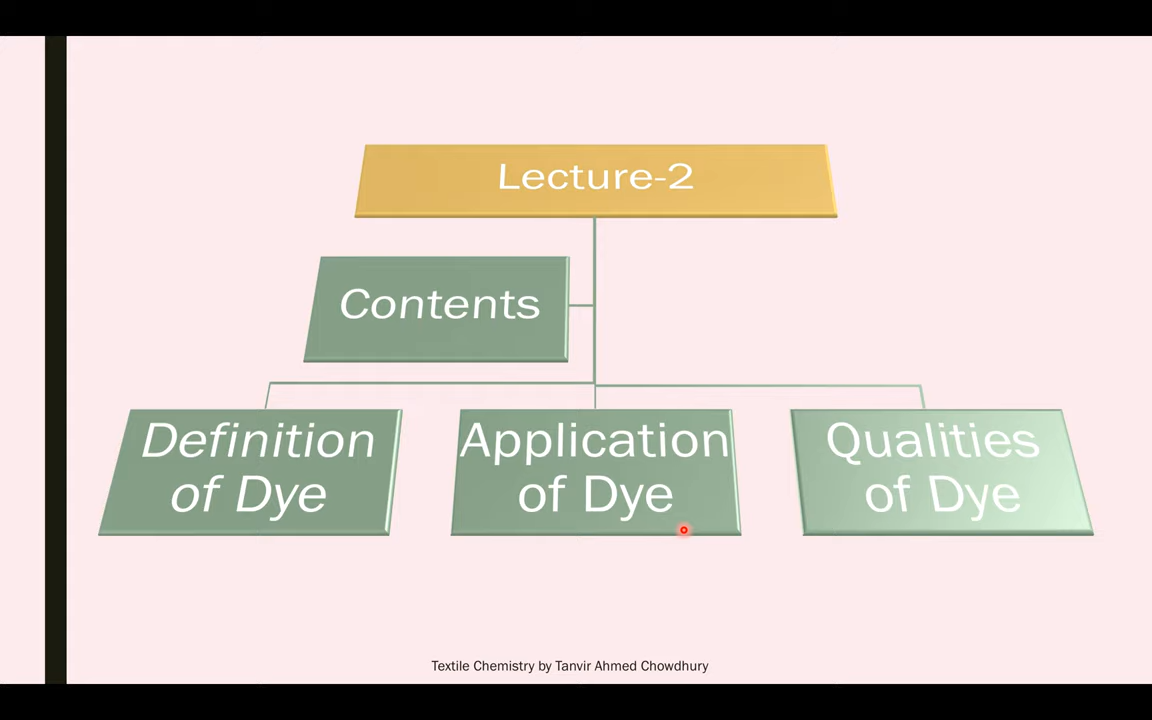 Lecture-2
Contents
Definition
of Dye
Application
of Dye
Qualities
of Dye
Textile Chemistry by Tanvir Ahmed Chowdhury